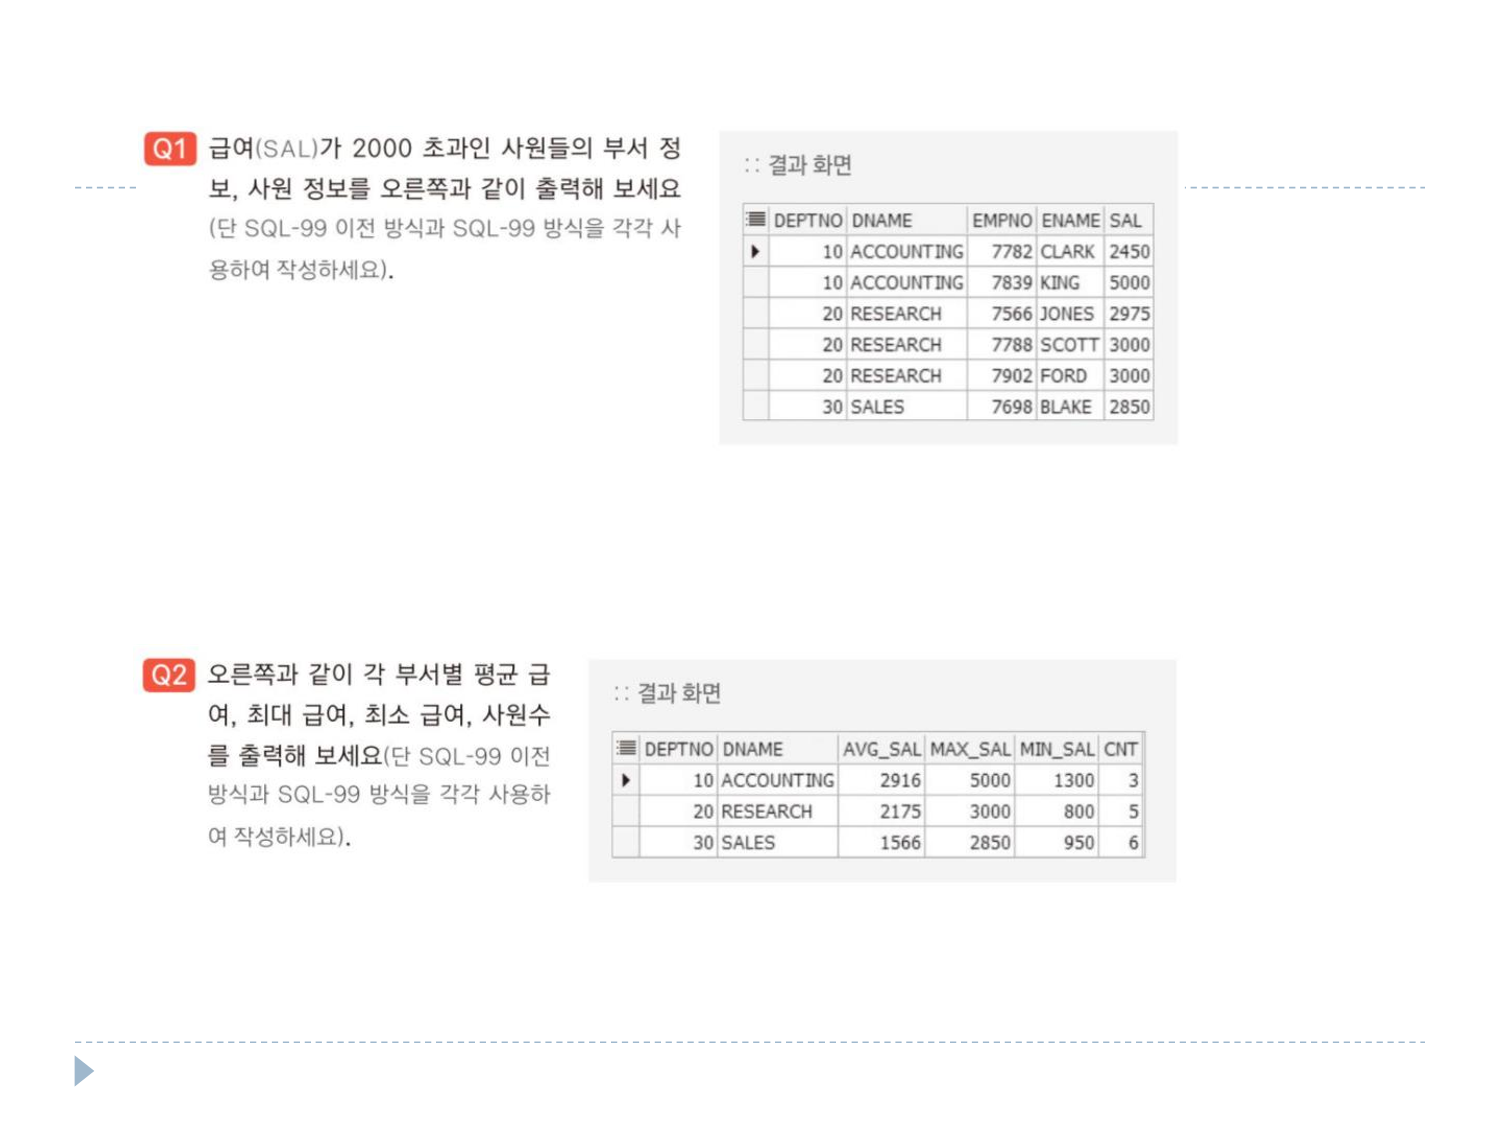 Q1 급여(SAL)가 2000 초과인 사원들의 부서 정
보, 사원 정보를 오른쪽과 같이 출력해 보세요
(단 SQL-99 이전 방식과 SQL-99 방식을 각각 사
용하여 작성하세요).
:: 결과 화면
DEPTNO DNAME EMPNO ENAME SAL
10 ACCOUNTING 7782 CLARK 2450
10 ACCOUNTING 7839 KING 5000
20 RESEARCH 7566 JONES 2975
20 RESEARCH 7788 SCOTT 3000
20 RESEARCH 7902 FORD 3000
30 SALES 7698 BLAKE 2850
Q2 오른쪽과 같이 각 부서별 평균 급
여, 최대 급여, 최소 급여, 사원수
를 출력해 보세요(단 SQL-99 이전
방식과 SQL-99 방식을 각각 사용하
여 작성하세요).
:: 결과 화면
DEPTNO DNAME AVG_SAL MAX_SAL MIN_SAL CNT
10 ACCOUNTING 2916 5000 1300 3
20 RESEARCH 2175 3000 800 5
30 SALES 1566 2850 950 6